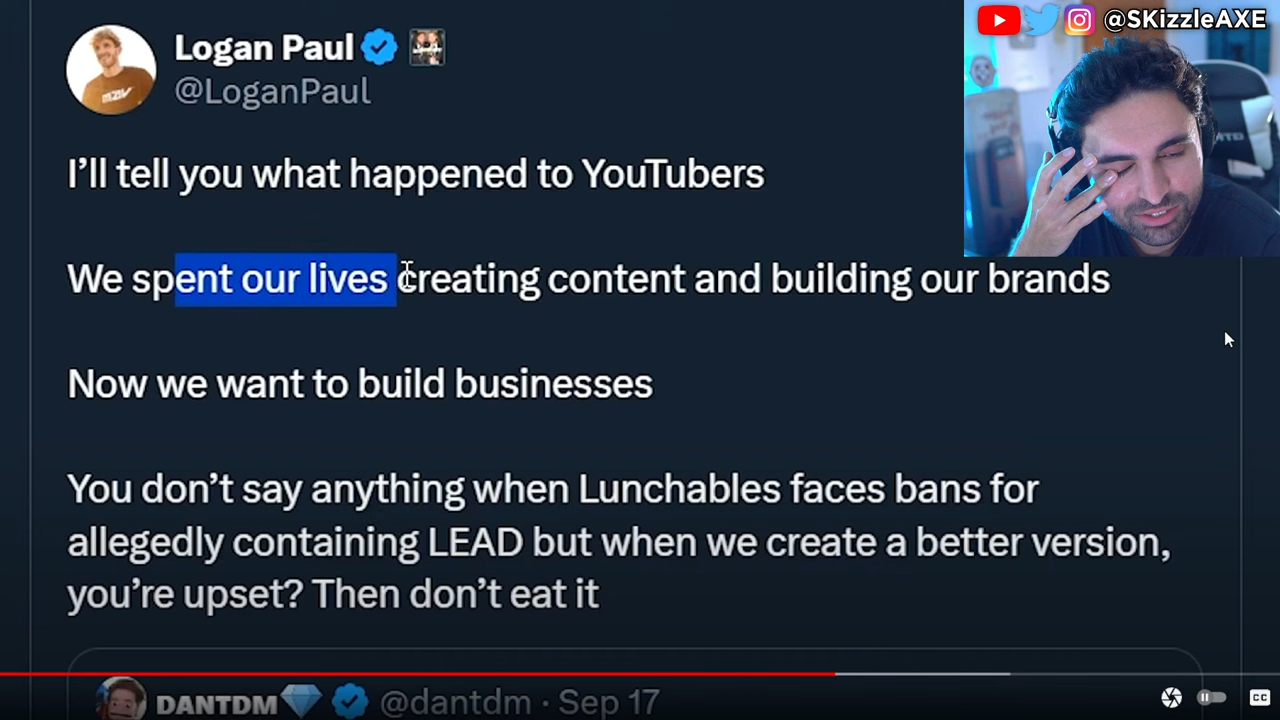 @SKizzleAXE
Logan Paul
@LoganPaul
I’ll tell you what happened to YouTubers
We spent our lives creating content and building our brands
Now we want to build businesses
You don’t say anything when Lunchables faces bans for
allegedly containing LEAD but when we create a better version,
you’re upset? Then don’t eat it
DANTDM @dantdm · Sep 17
CC